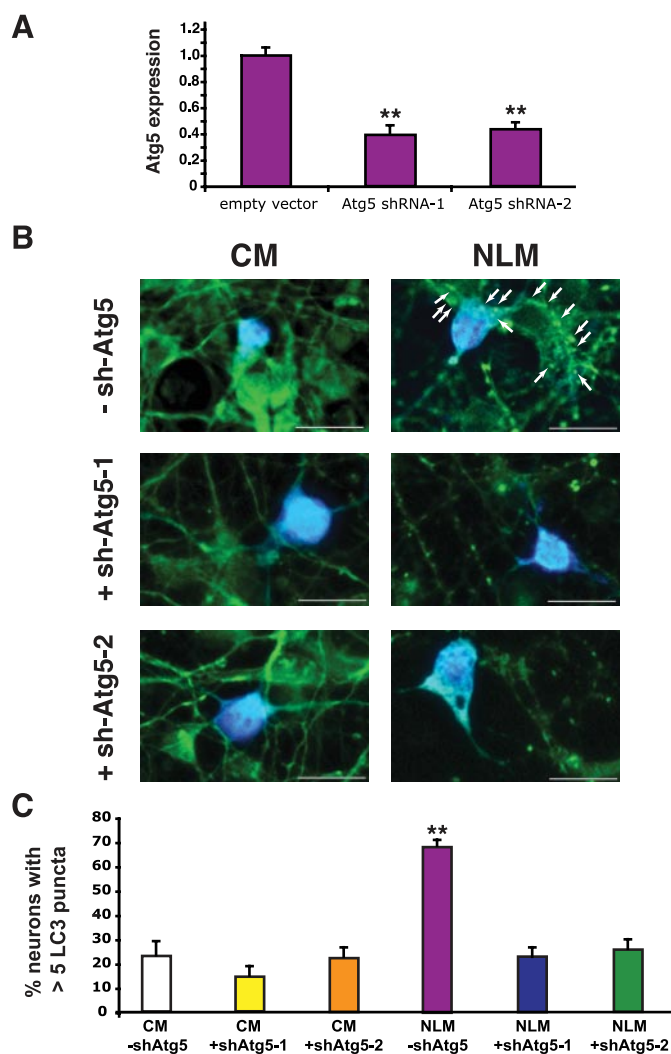 A
Atg5 expression
1.2
1.0
0.8
0.6
0.4
0.2
0
**
**
empty vector
Atg5 shRNA-1
Atg5 shRNA-2
B
CM
NLM
- sh-Atg5
+ sh-Atg5-1
+ sh-Atg5-2
C
% neurons with
> 5 LC3 puncta
80
70
60
50
40
30
20
10
0
**
CM
-shAtg5
CM
+shAtg5-1
CM
+shAtg5-2
NLM
-shAtg5
NLM
+shAtg5-1
NLM
+shAtg5-2